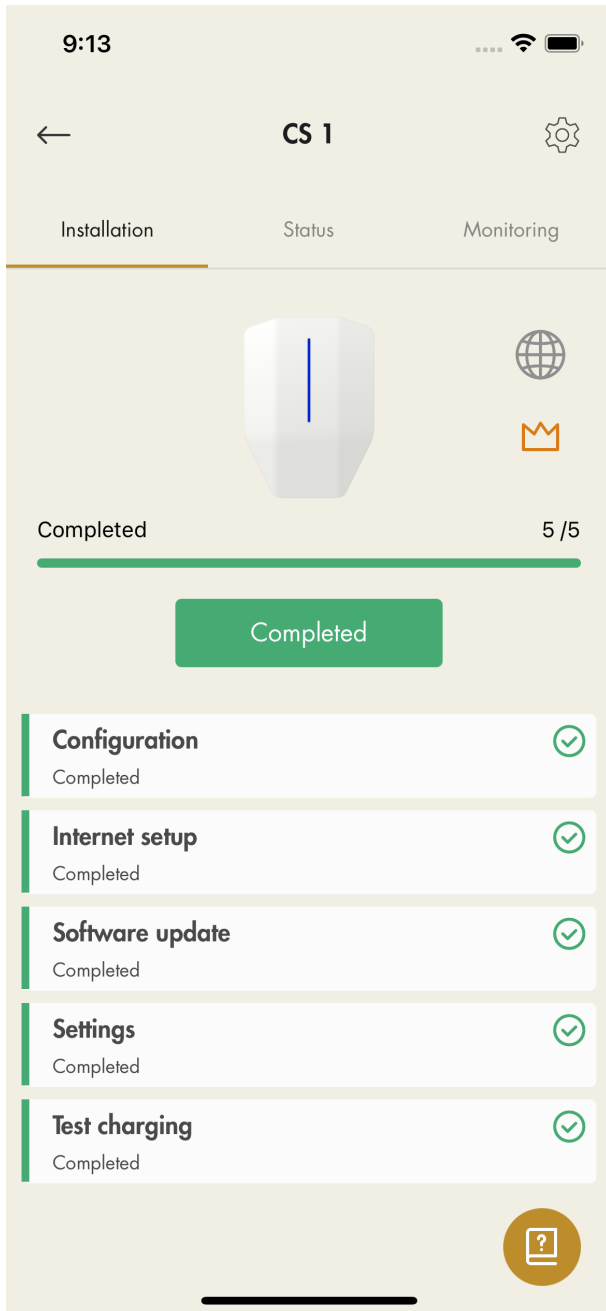 9:13
CS 1
Installation
Status
Monitoring
Completed
5 /5
Completed
Configuration
Completed
Internet setup
Completed
Software update
Completed
Settings
Completed
Test charging
Completed
?